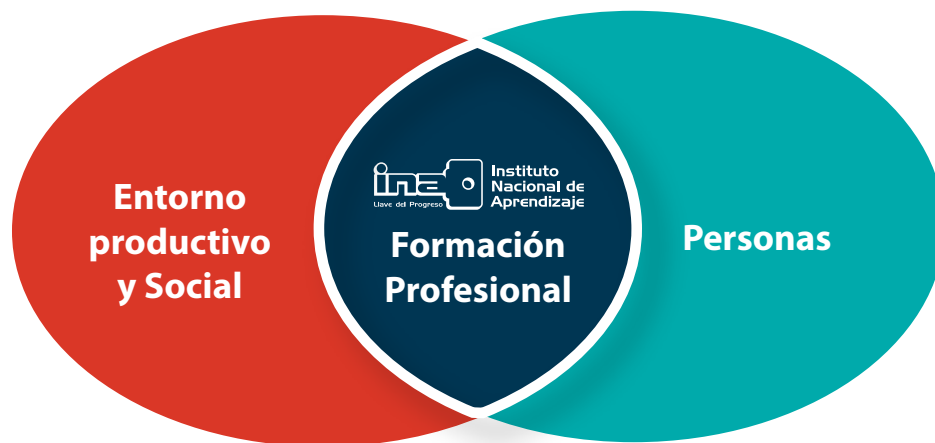 Entorno
productivo
y Social
ina
Llave del Progreso
Instituto
Nacional de
Aprendizaje
Formación
Profesional
Personas